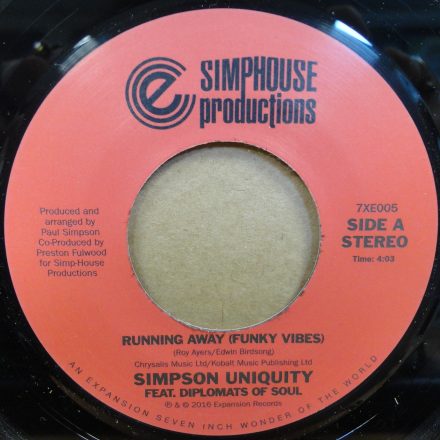 SIMPHOUSE
productions
Produced and
arranged by
Paul Simpson
Co-Produced by
Preston Fulwood
for Simp-House
Productions
7XE005
SIDE A
STEREO
Time: 4:03
RUNNING AWAY (FUNKY VIBES)
(Roy Ayers/Edwin Birdsong)
Chrysalis Music Ltd/Kobalt Music Publishing Ltd
SIMPSON UNIQUITY
FEAT. DIPLOMATS OF SOUL
℗ & © 2016 Expansion Records
AN EXPANSION SEVEN INCH WONDER OF THE WORLD